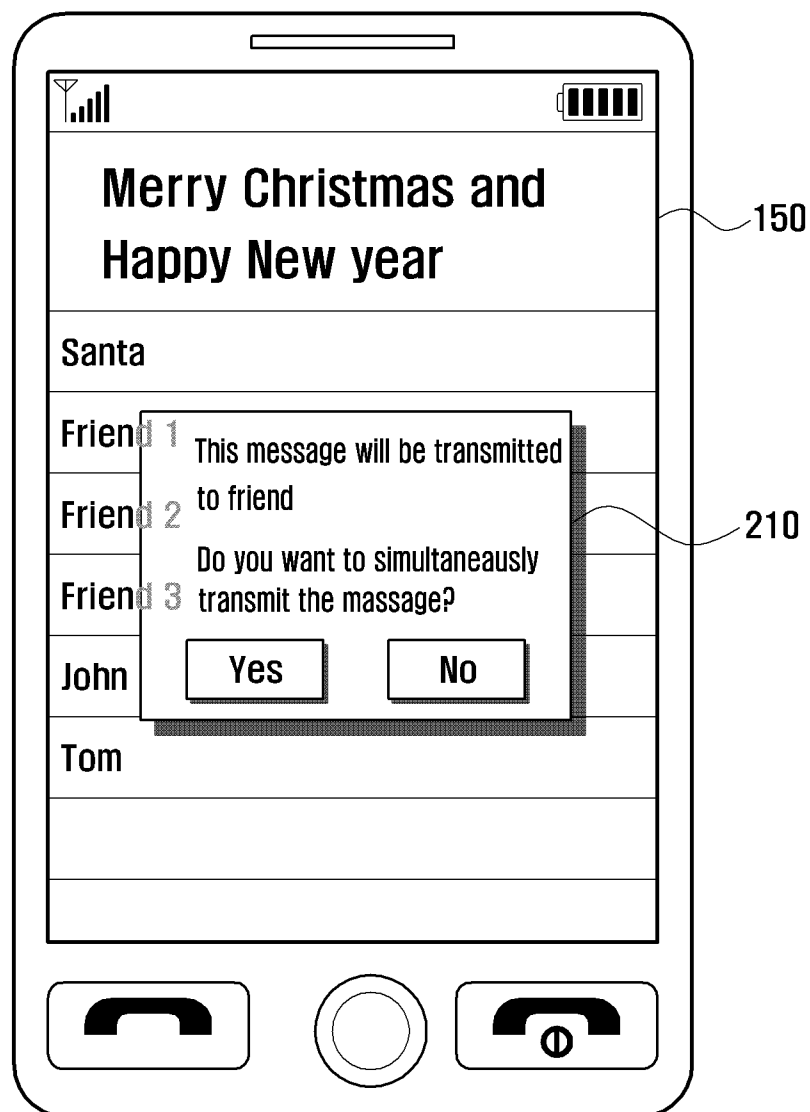 Merry Christmas and
Happy New year
150
Santa
Friend 1
This message will be transmitted
to friend
Friend 2
210
Do you want to simultaneausly
Friend 3
transmit the massage?
John
Yes
No
Tom